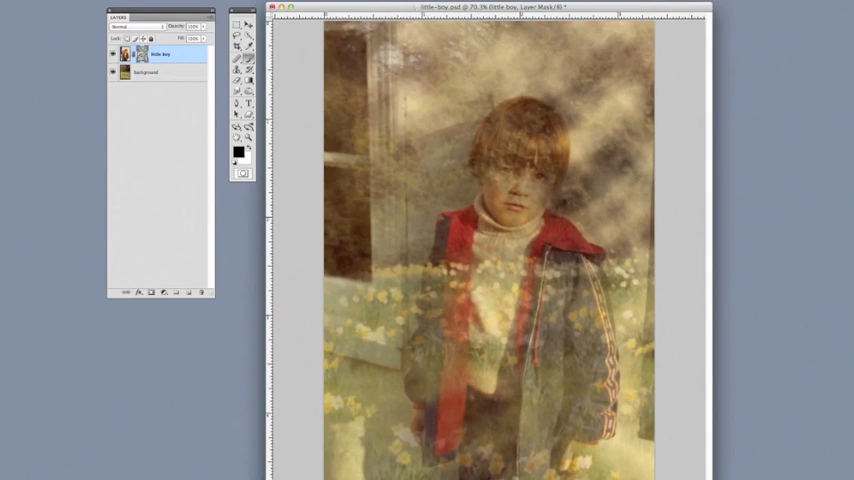 little-boy.psd @ 70.3% (little boy, Layer Mask/8) *
LAYERS
Normal
Opacity: 100%
Lock:
Fill: 100%
little boy
background
T